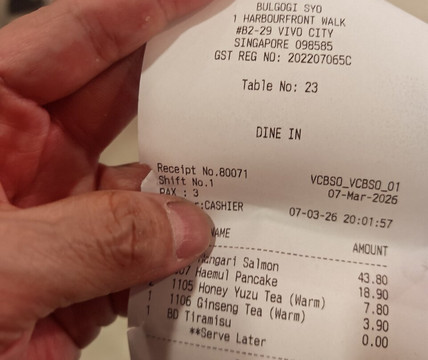 BULGOGI SYO
1 HARBOURFRONT WALK
#B2-29 VIVO CITY
SINGAPORE 098585
GST REG NO: 202207065C
Table No: 23
DINE IN
Receipt No.80071
Shift No.1 VCBSO_VCBSO_01
PAX : 3 07-Mar-2026
:CASHIER 07-03-26 20:01:57
AMOUNT
Salmon 43.80
Haemul Pancake 18.90
1105 Honey Yuzu Tea (Warm) 7.80
1 1106 Ginseng Tea (Warm) 3.90
1 BD Tiramisu 0.00
**Serve Later